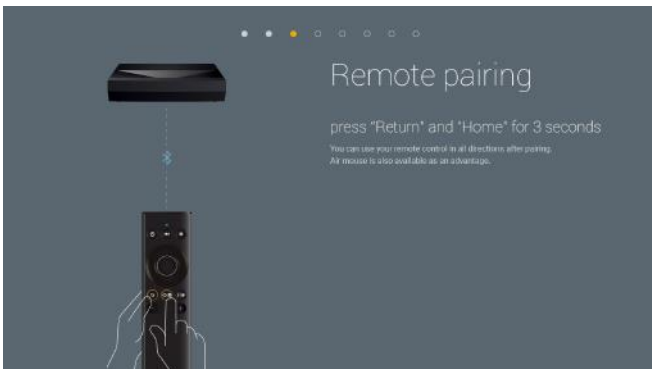 Remote pairing
press "Return" and "Home" for 3 seconds
You can use your remote control in all directions after pairing.
Air mouse is also available as an advantage.